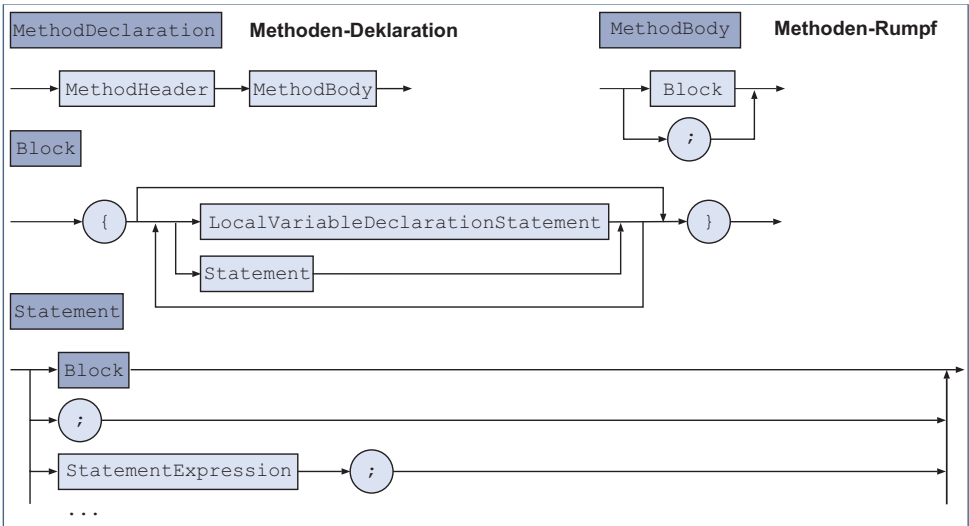 MethodDeclaration Methoden-Deklaration
MethodBody Methoden-Rumpf
MethodHeader MethodBody
Block
;
Block
{ LocalVariableDeclarationStatement }
Statement
Statement
Block
;
StatementExpression ;
...